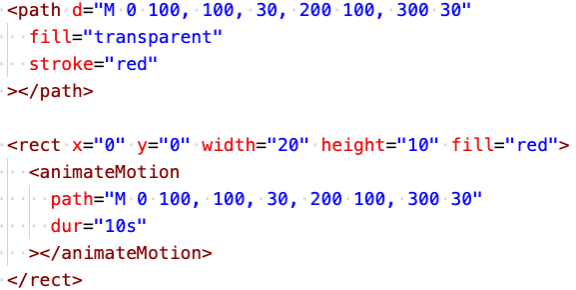 <path d="M 0 100, 100, 30, 200 100, 300 30"
fill="transparent"
stroke="red"
></path>
<rect x="0" y="0" width="20" height="10" fill="red">
<animateMotion
path="M 0 100, 100, 30, 200 100, 300 30"
dur="10s"
></animateMotion>
</rect>